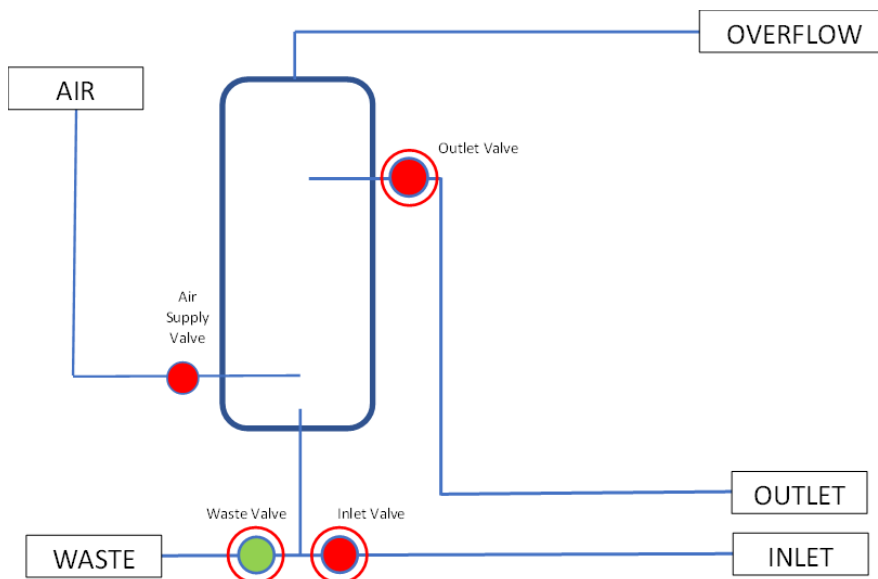 OVERFLOW
AIR
Outlet Valve
Air
Supply
Valve
OUTLET
Waste Valve
Inlet Valve
WASTE
INLET